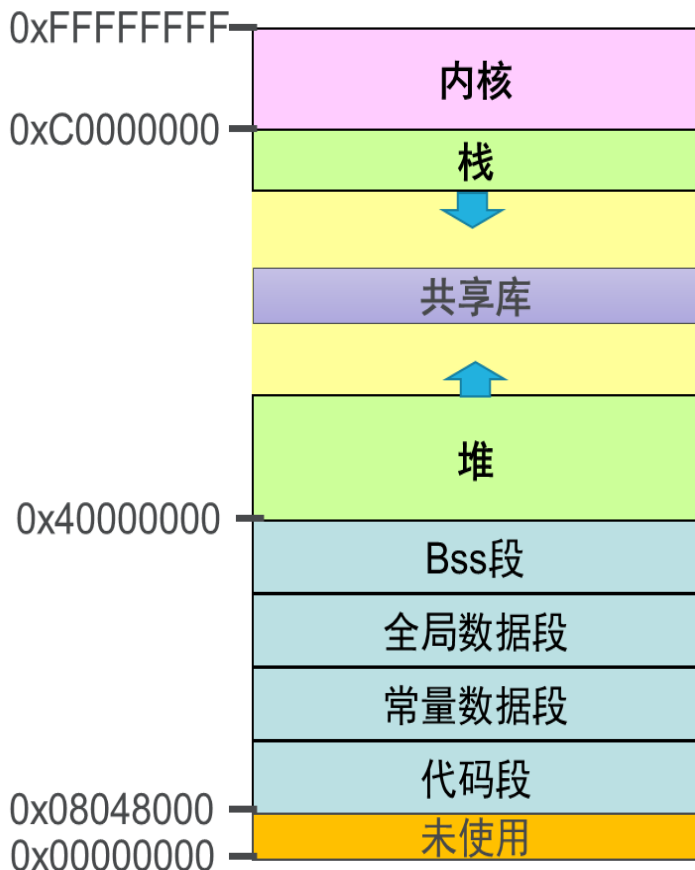 0xFFFFFFFF
内核
0xC0000000
栈
共享库
堆
0x40000000
Bss段
全局数据段
常量数据段
代码段
0x08048000
未使用
0x00000000